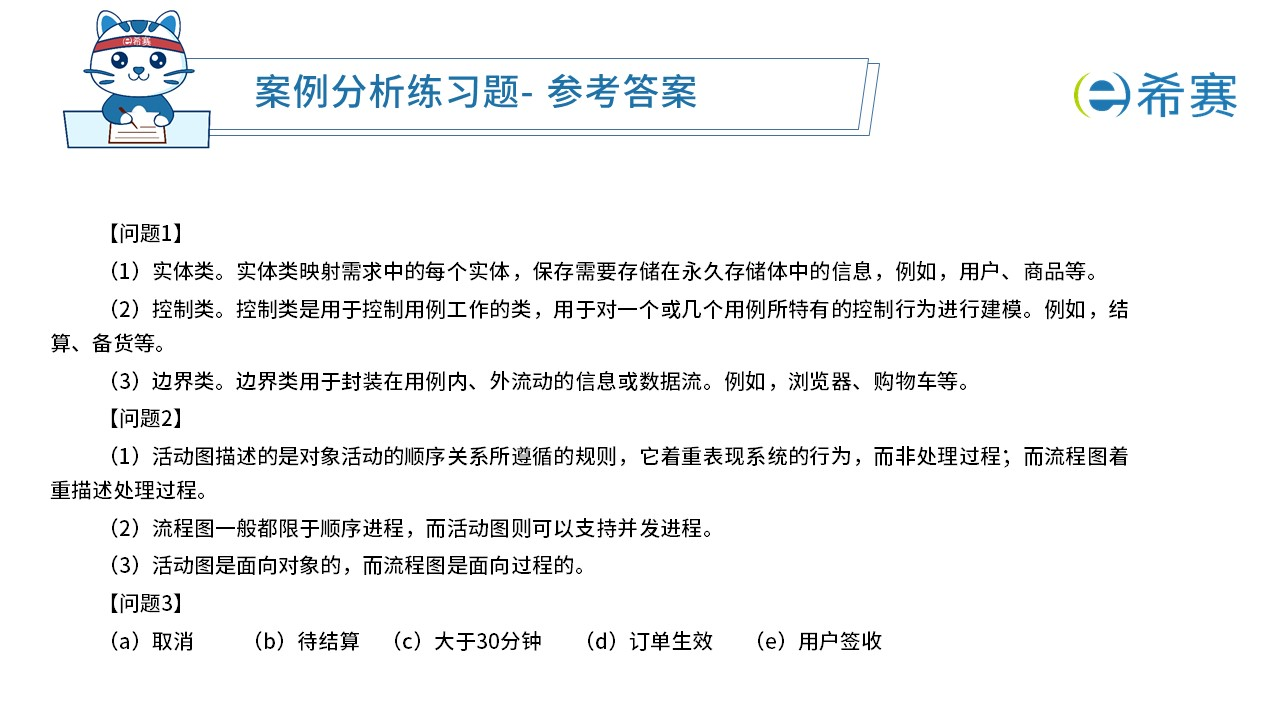 希赛
案例分析练习题- 参考答案
希赛
【问题1】
（1）实体类。实体类映射需求中的每个实体，保存需要存储在永久存储体中的信息，例如，用户、商品等。
（2）控制类。控制类是用于控制用例工作的类，用于对一个或几个用例所特有的控制行为进行建模。例如，结
算、备货等。
（3）边界类。边界类用于封装在用例内、外流动的信息或数据流。例如，浏览器、购物车等。
【问题2】
（1）活动图描述的是对象活动的顺序关系所遵循的规则，它着重表现系统的行为，而非处理过程；而流程图着
重描述处理过程。
（2）流程图一般都限于顺序进程，而活动图则可以支持并发进程。
（3）活动图是面向对象的，而流程图是面向过程的。
【问题3】
（a）取消 （b）待结算 （c）大于30分钟 （d）订单生效 （e）用户签收